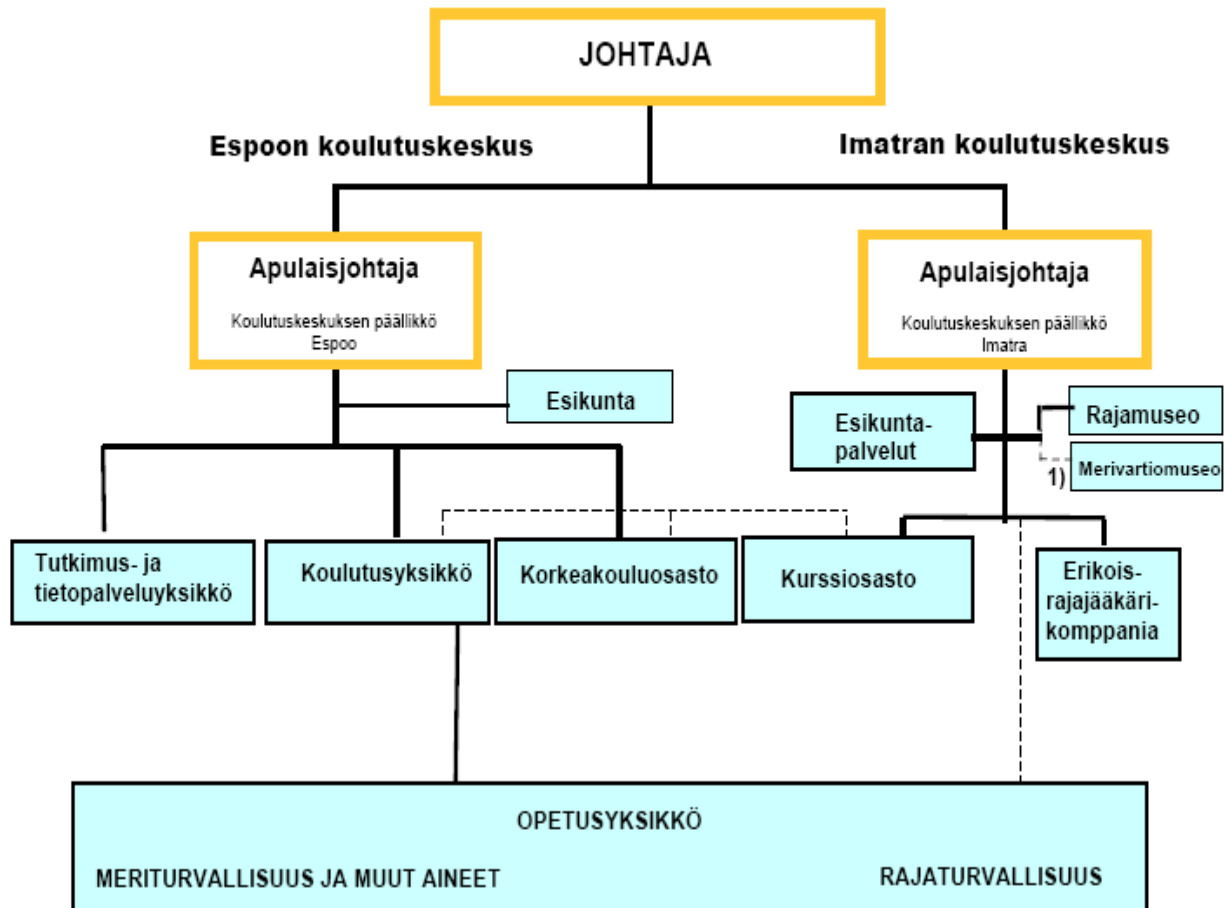 JOHTAJA
Espoon koulutuskeskus
Imatran koulutuskeskus
Apulaisjohtaja
Koulutuskeskuksen päällikkö
Espoo
Apulaisjohtaja
Koulutuskeskuksen päällikkö
Imatra
Esikunta
Esikunta-
palvelut
Rajamuseo
1)
Merivartiomuseo
Tutkimus- ja
tietopalveluyksikkö
Koulutusyksikkö
Korkeakouluosasto
Kurssiosasto
Erikois-
rajajääkäri-
komppania
OPETUSYKSIKKÖ
MERITURVALLISUUS JA MUUT AINEET
RAJATURVALLISUUS